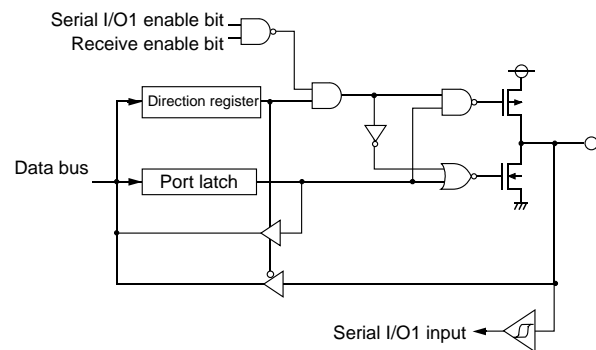 Serial I/O1 enable bit
Receive enable bit
Direction register
Data bus
Port latch
Serial I/O1 input